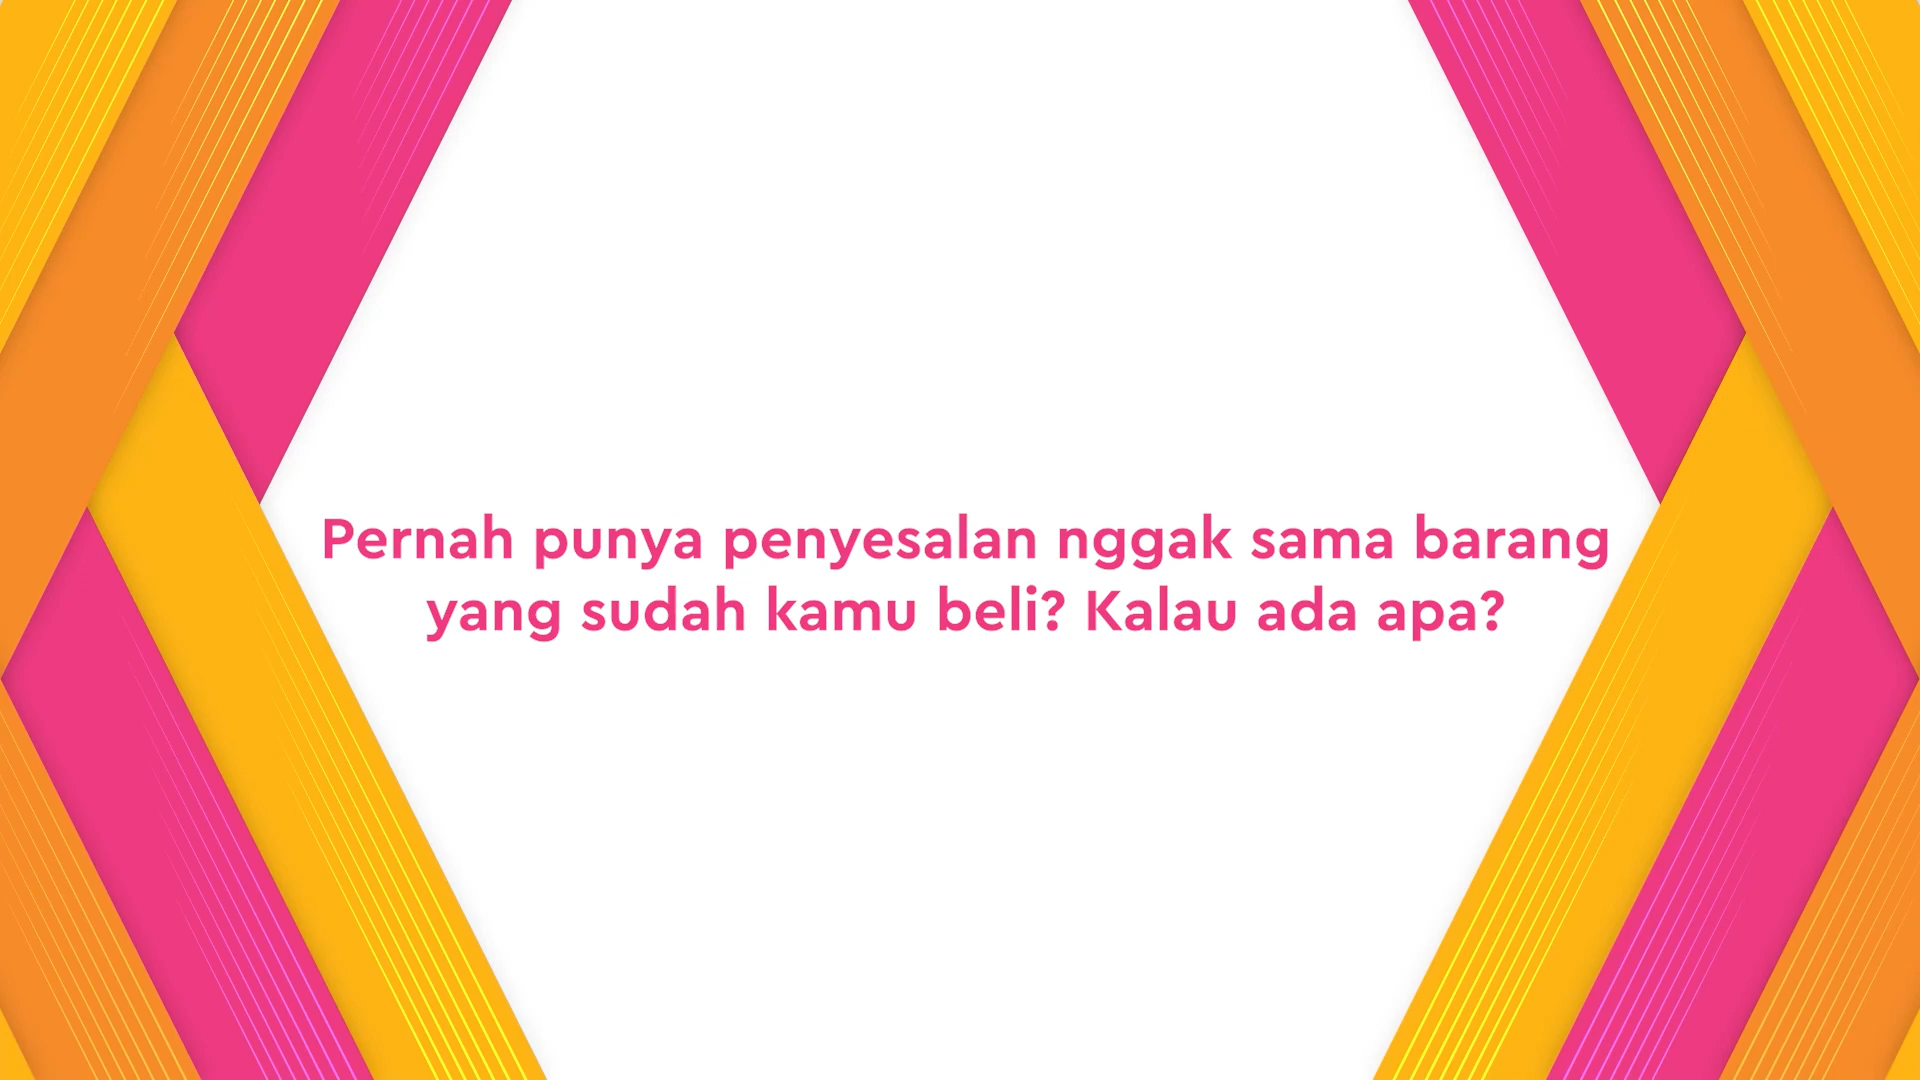 Pernah punya penyesalan nggak sama barang
yang sudah kamu beli? Kalau ada apa?